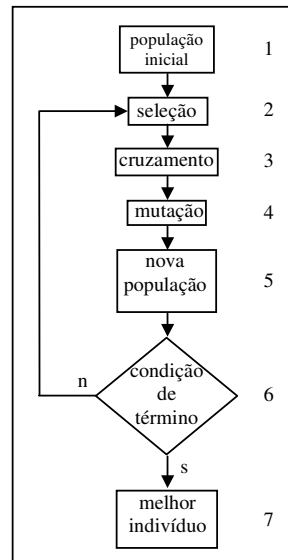 população
inicial
1
seleção
2
cruzamento
3
mutação
4
nova
população
5
condição
de
término
n
6
s
melhor
indivíduo
7